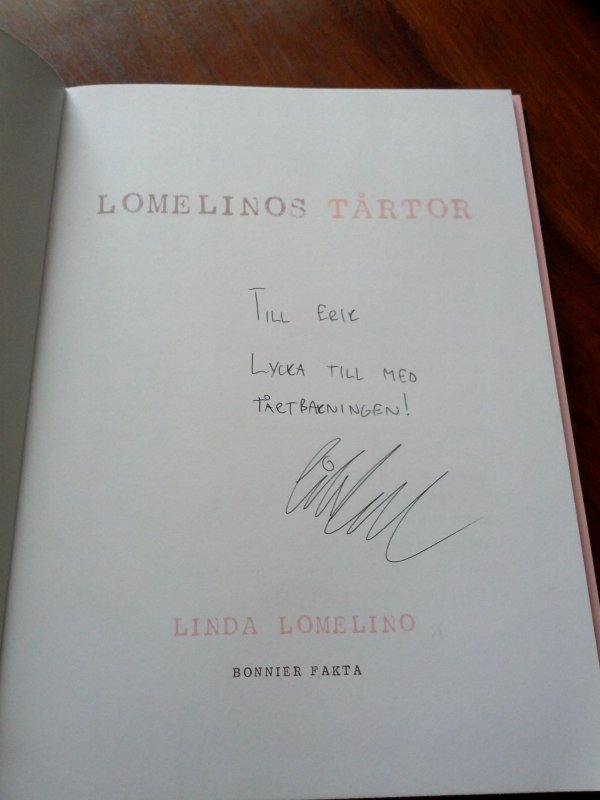 LOMELINOS TÅRTOR
TILL ERIK
LYCKA TILL MED
TÅRTBAKNINGEN!
LINDA LOMELINO
BONNIER FAKTA